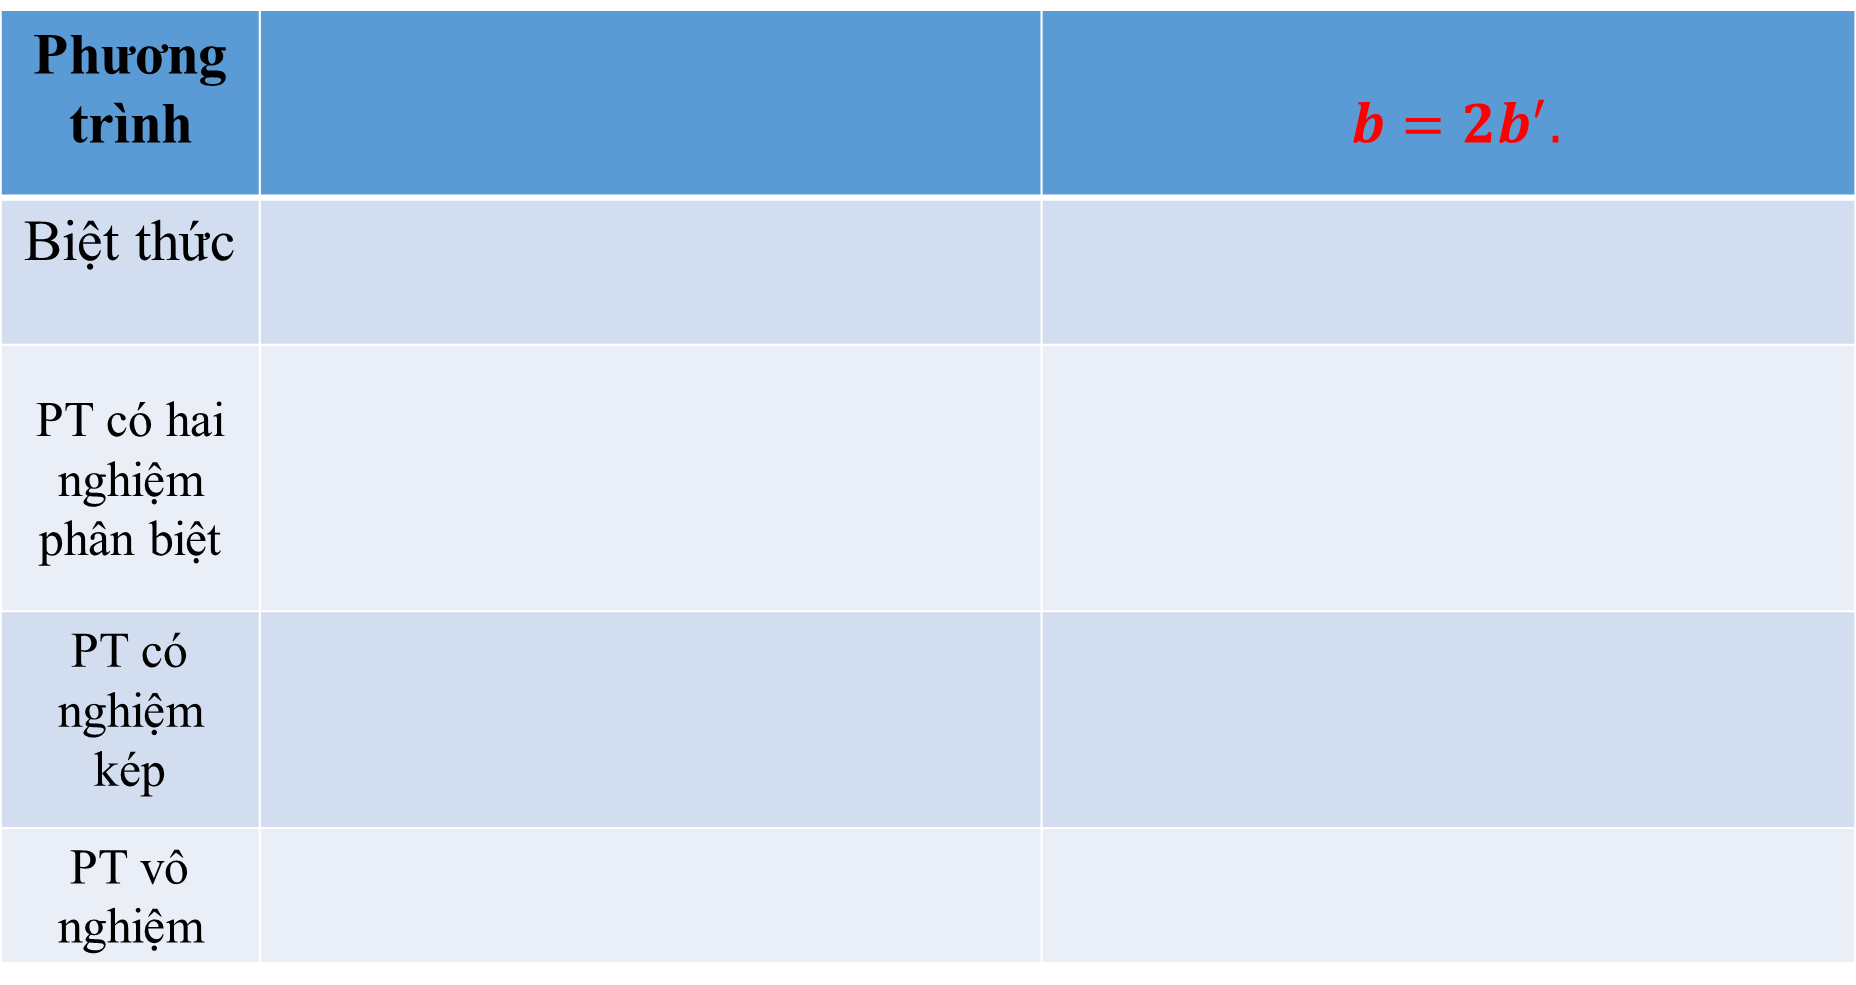 Phương
trình
b = 2b′.
Biệt thức
PT có hai
nghiệm
phân biệt
PT có
nghiệm
kép
PT vô
nghiệm